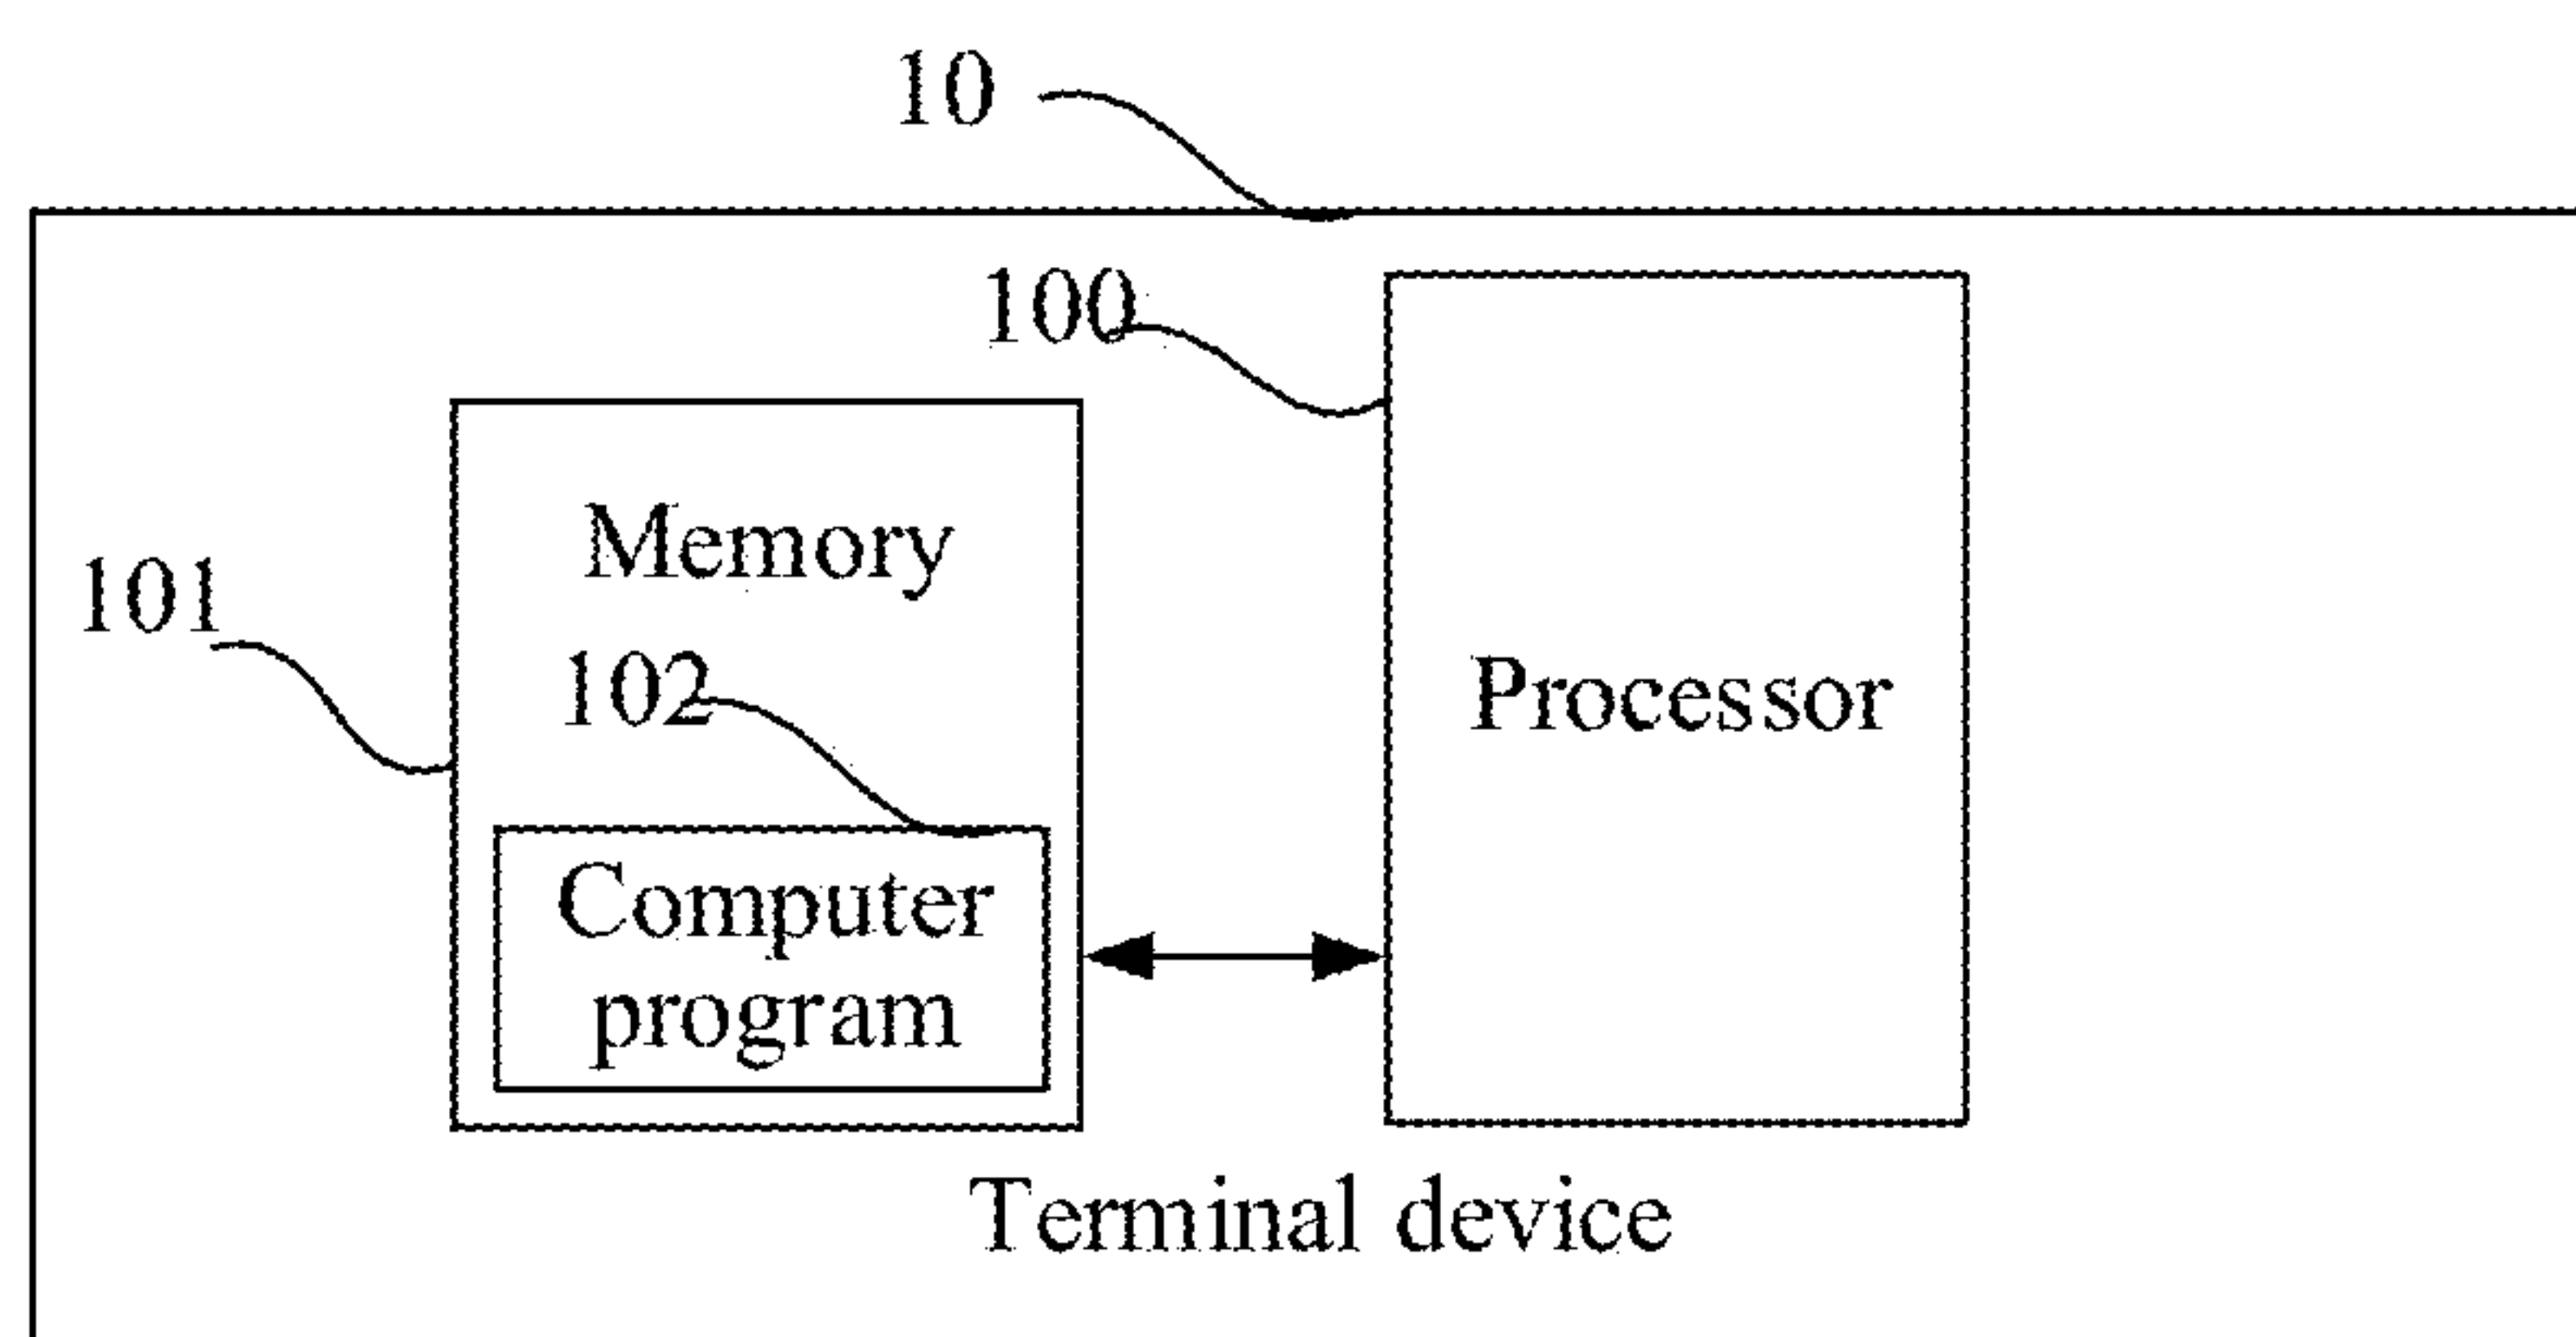 10
100
Memory
101
102
Processor
Computer
program
Terminal device